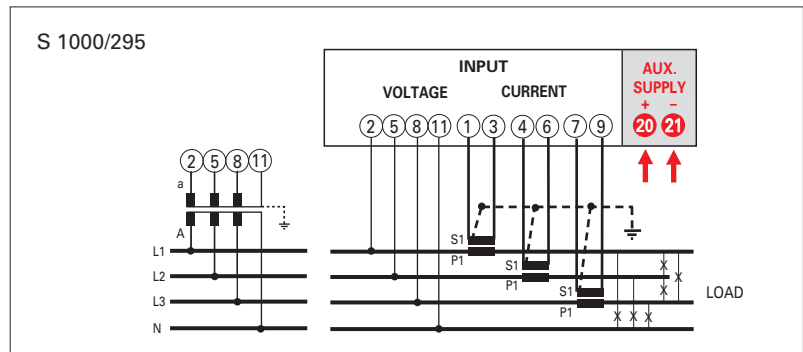 S 1000/295
INPUT
AUX.
SUPPLY
VOLTAGE CURRENT
+ −
2 5 8 11 1 3 4 6 7 9 20 21
2 5 8 11
a
A
S1
L1
P1
S1
L2
P1
S1
L3
P1
LOAD
N
X
X X
X
X X X